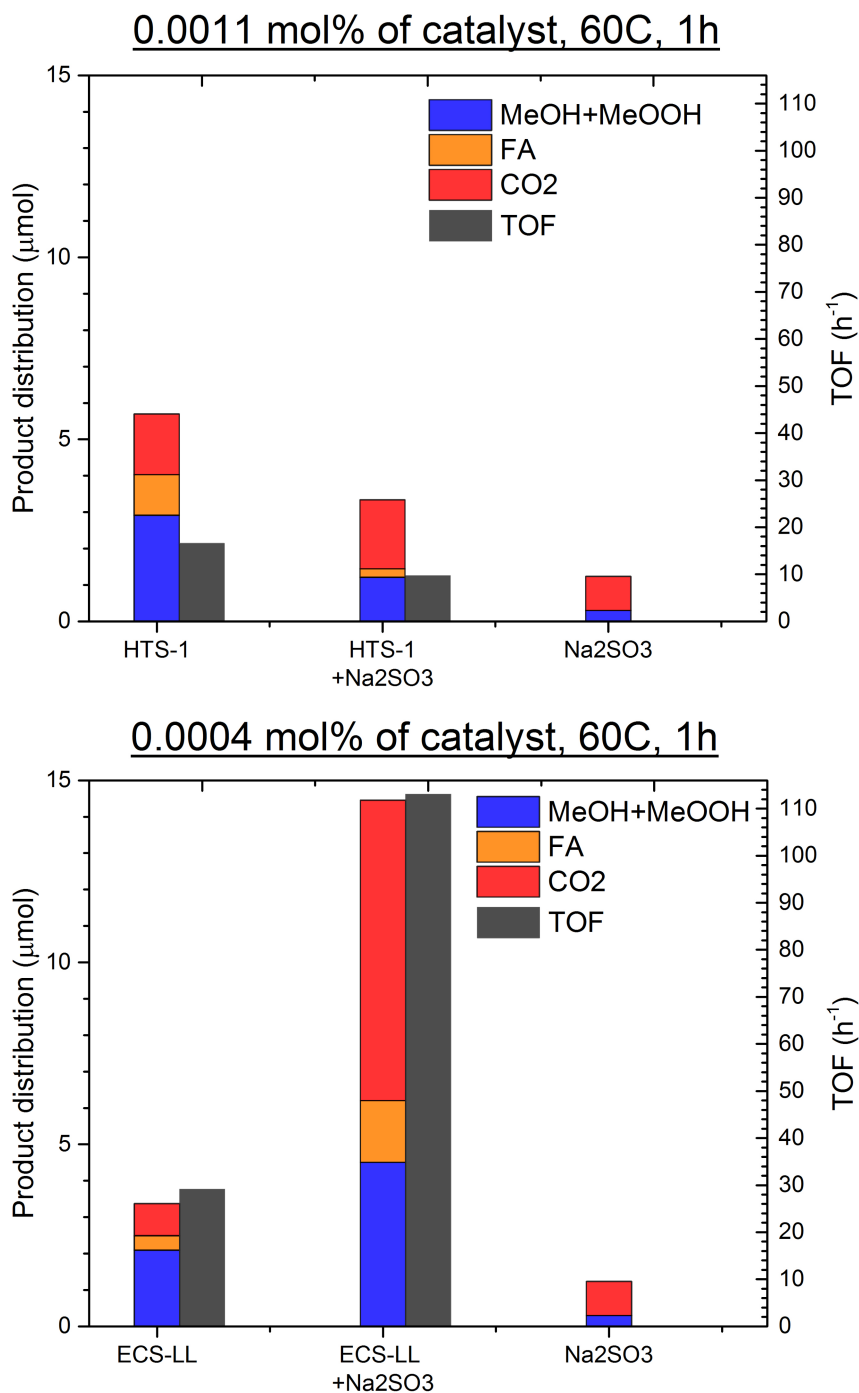 0.0011 mol% of catalyst, 60C, 1h
15
10
5
0
Product distribution (μmol)
MeOH+MeOOH
FA
CO2
TOF
110
100
90
80
70
60
50
40
30
20
10
0
TOF (h⁻¹)
HTS-1
HTS-1
+Na2SO3
Na2SO3
0.0004 mol% of catalyst, 60C, 1h
15
10
5
0
Product distribution (μmol)
MeOH+MeOOH
FA
CO2
TOF
110
100
90
80
70
60
50
40
30
20
10
0
TOF (h⁻¹)
ECS-LL
ECS-LL
+Na2SO3
Na2SO3